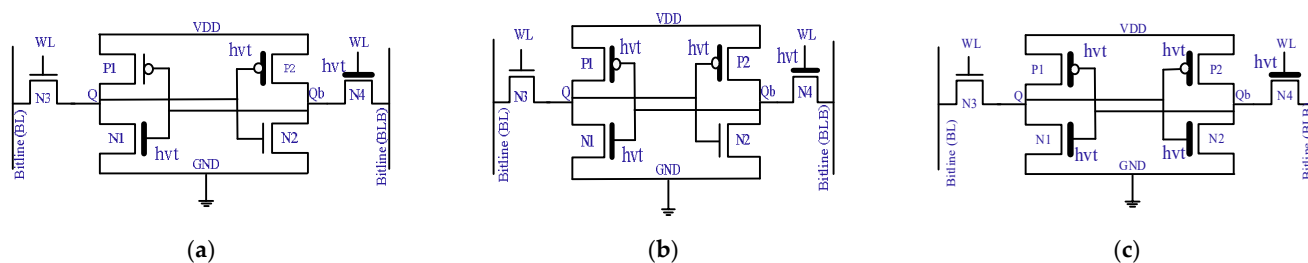 VDD
WL
hvt
WL
P1
P2
hvt
N3
Q
Qb
N4
N1
hvt
N2
GND
Bitline (BL)
Bitline (BLB)
(a)
VDD
WL
hvt
hvt
WL
P1
P2
hvt
N3
Q
Qb
N4
N1
hvt
N2
GND
Bitline (BL)
Bitline (BLB)
(b)
VDD
WL
hvt
hvt
WL
P1
P2
hvt
N3
Q
Qb
N4
N1
hvt
hvt
N2
GND
Bitline (BL)
Bitline (BLB
(c)